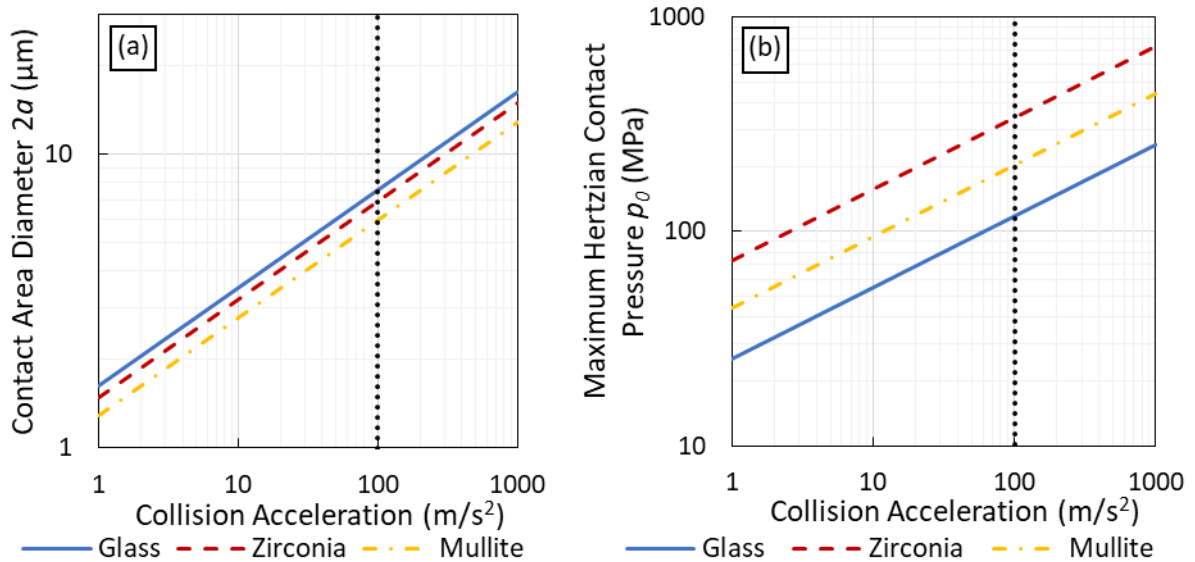 (a)
Contact Area Diameter 2a (μm)
10
1
1 10 100 1000
Collision Acceleration (m/s²)
Glass Zirconia Mullite
(b)
Maximum Hertzian Contact
Pressure p₀ (MPa)
1000
100
10
1 10 100 1000
Collision Acceleration (m/s²)
Glass Zirconia Mullite